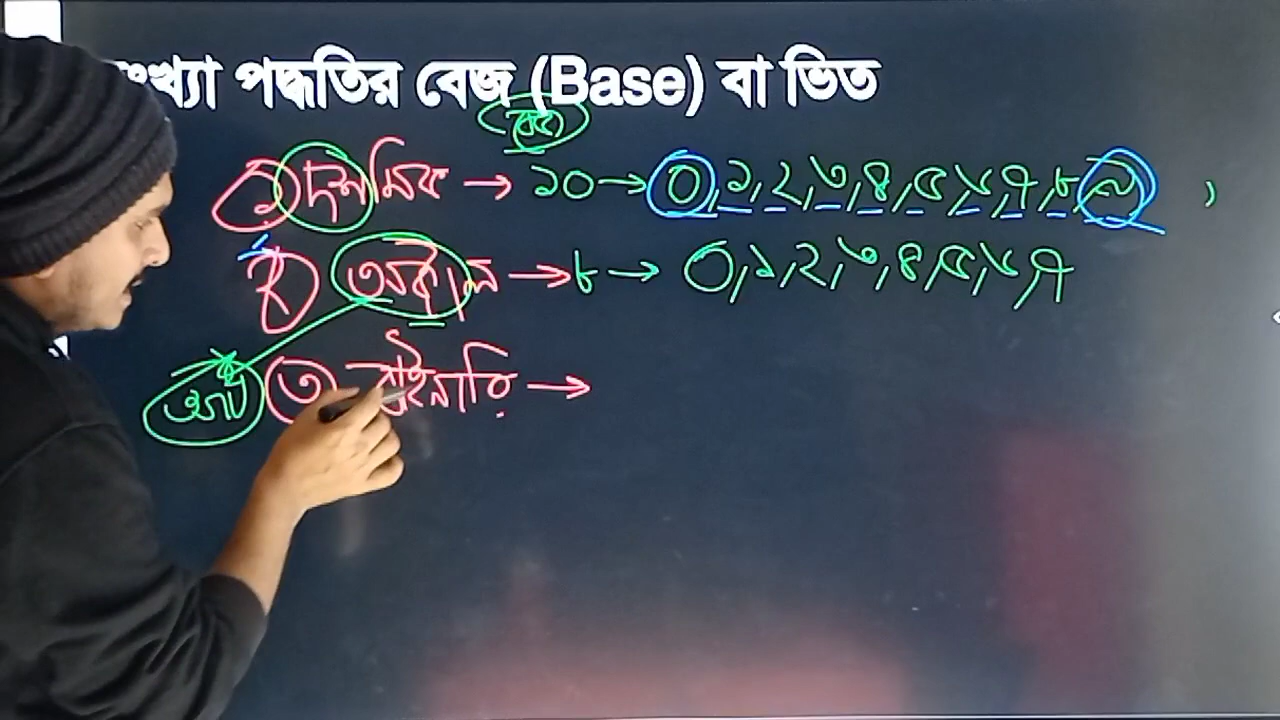 সংখ্যা পদ্ধতির বেজ (Base) বা ভিত
বেজ
১ দশমিক → ১০ → ০,১,২,৩,৪,৫,৬,৭,৮,৯ )
২ অক্টাল → ৮ → ০,১,২,৩,৪,৫,৬,৭
আট ৩ বাইনারি →